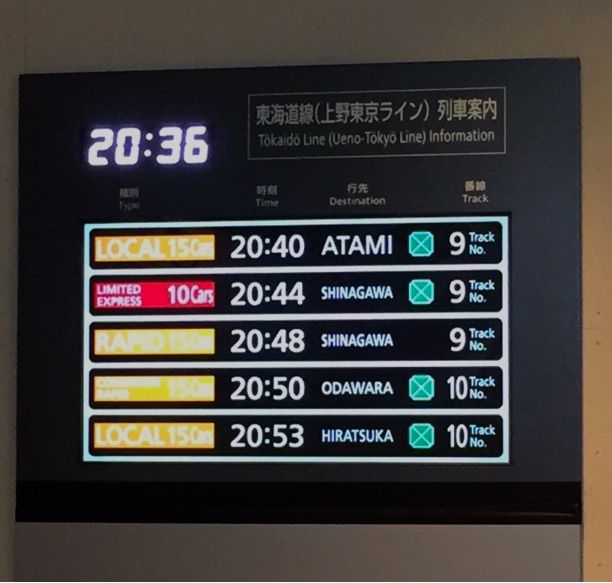 20:36
東海道線(上野東京ライン) 列車案内
Tōkaidō Line (Ueno-Tōkyō Line) Information
種別 時刻 行先 番線
Type Time Destination Track
LOCAL 15Cars 20:40 ATAMI 9 Track No.
LIMITED EXPRESS 10Cars 20:44 SHINAGAWA 9 Track No.
RAPID 15Cars 20:48 SHINAGAWA 9 Track No.
COMMUTER RAPID 15Cars 20:50 ODAWARA 10 Track No.
LOCAL 15Cars 20:53 HIRATSUKA 10 Track No.